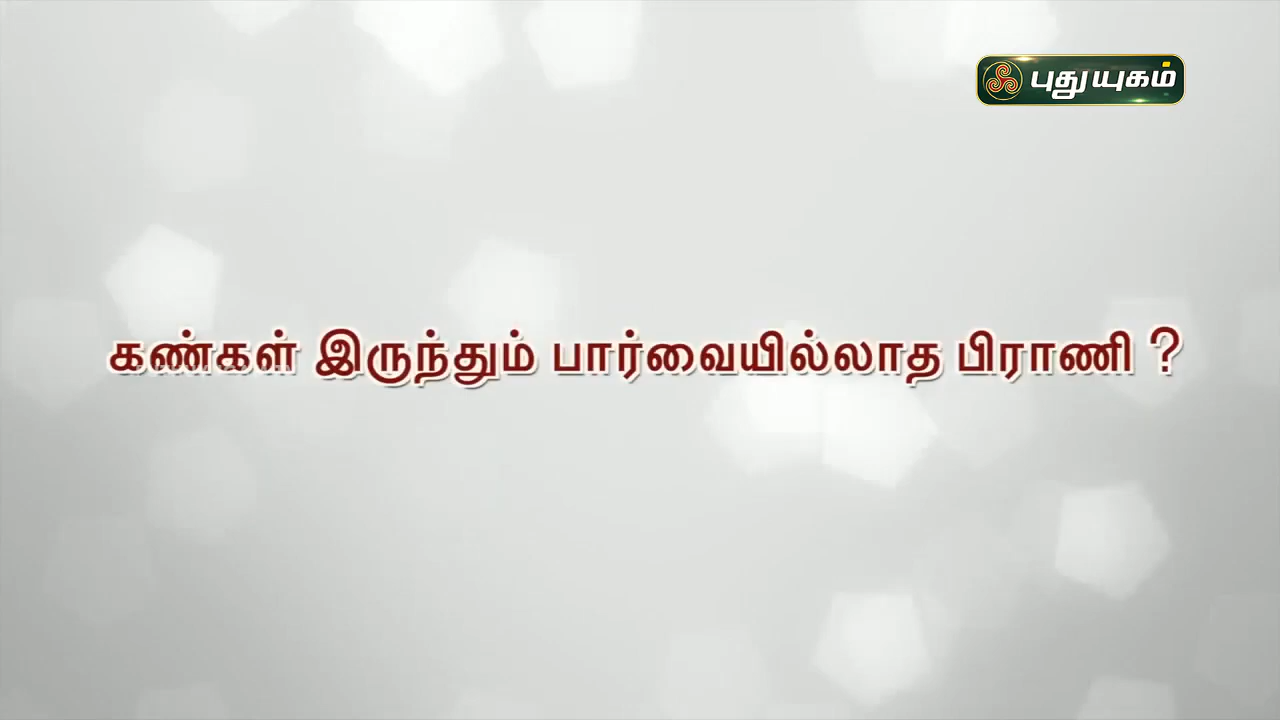 புதுயுகம்
கண்கள் இருந்தும் பார்வையில்லாத பிராணி ?